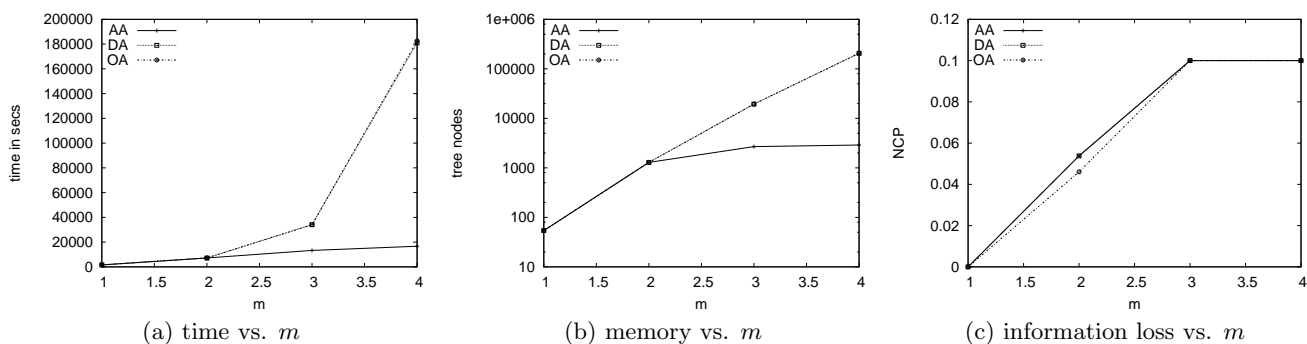 200000
180000
160000
140000
120000
100000
80000
60000
40000
20000
0
time in secs
AA
DA
OA
1 1.5 2 2.5 3 3.5 4
m
(a) time vs. m
1e+006
100000
10000
1000
100
10
tree nodes
AA
DA
OA
1 1.5 2 2.5 3 3.5 4
m
(b) memory vs. m
0.12
0.1
0.08
0.06
0.04
0.02
0
NCP
AA
DA
OA
1 1.5 2 2.5 3 3.5 4
m
(c) information loss vs. m